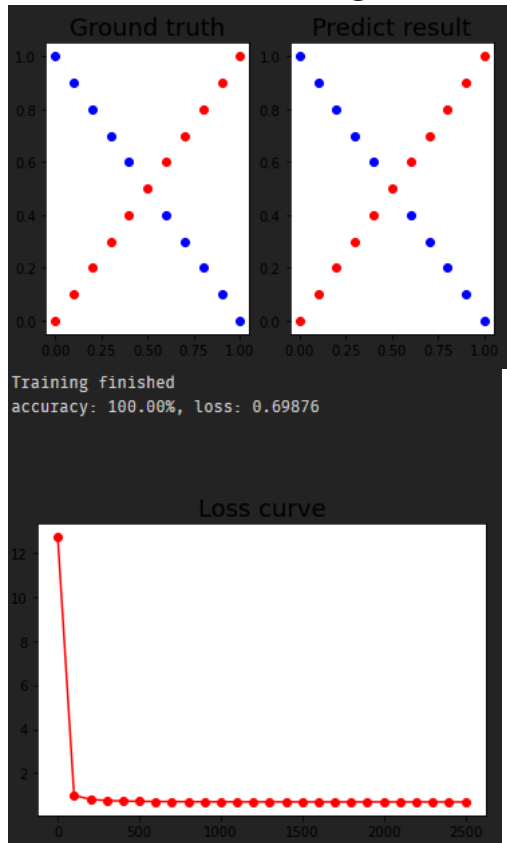 Ground truth Predict result
1.0 1.0
0.8 0.8
0.6 0.6
0.4 0.4
0.2 0.2
0.0 0.0
0.00 0.25 0.50 0.75 1.00 0.00 0.25 0.50 0.75 1.00
Training finished
accuracy: 100.00%, loss: 0.69876
Loss curve
12
10
8
6
4
2
0 500 1000 1500 2000 2500